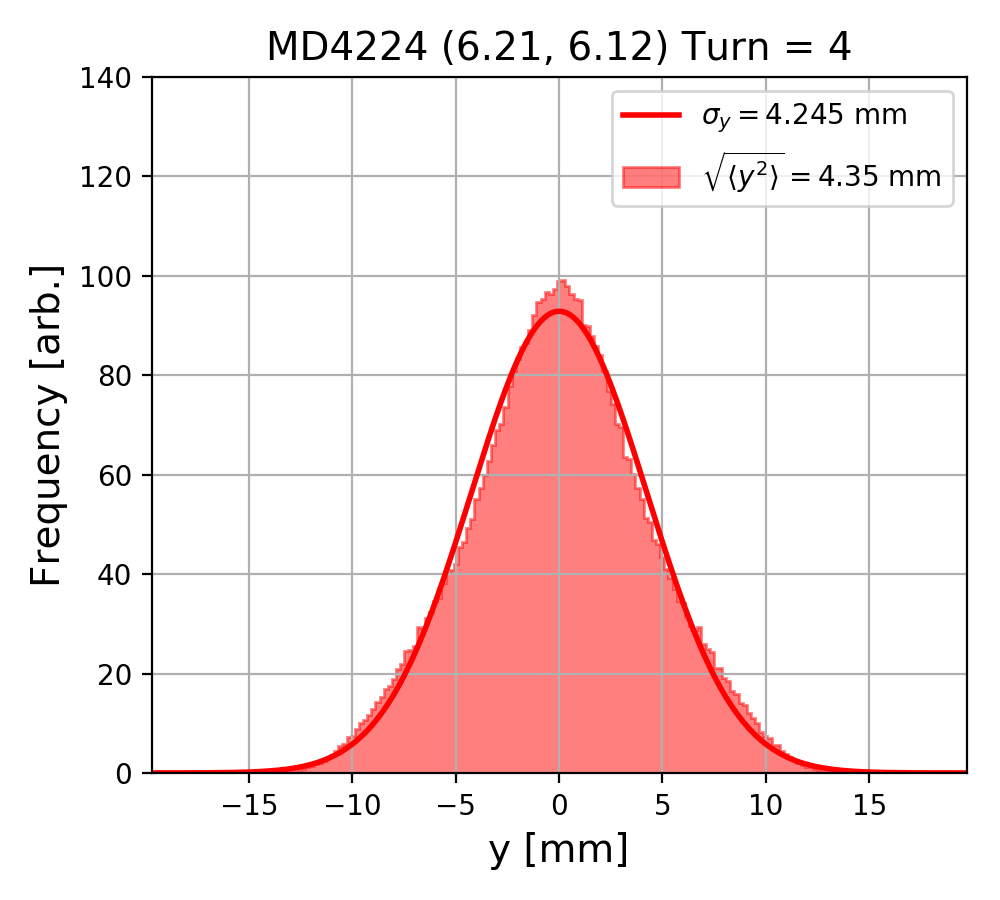 MD4224 (6.21, 6.12) Turn = 4
140
120
100
80
60
40
20
0
Frequency [arb.]
σy = 4.245 mm
√⟨y²⟩ = 4.35 mm
−15 −10 −5 0 5 10 15
y [mm]